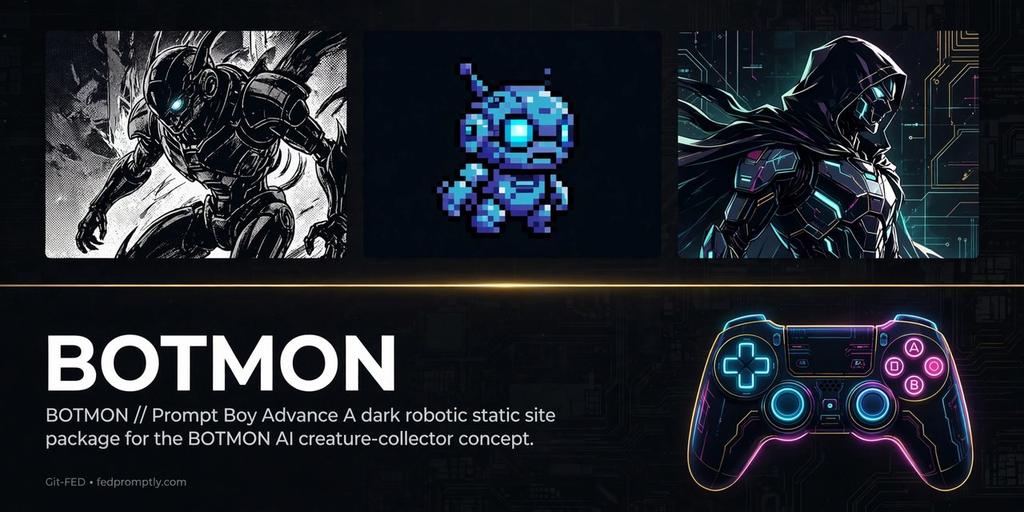 BOTMON
BOTMON // Prompt Boy Advance A dark robotic static site
package for the BOTMON AI creature-collector concept.
Git-FED • fedpromptly.com
A
B